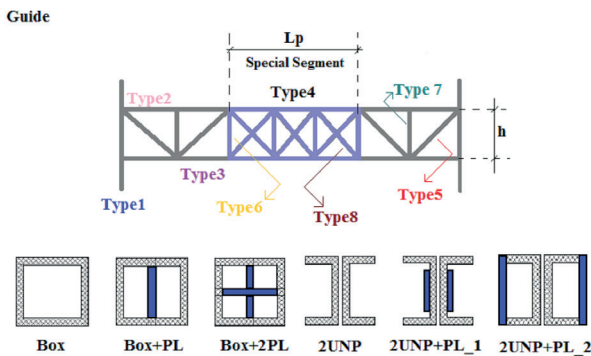 Guide
Lp
Special Segment
Type2
Type4
Type 7
h
Type3
Type1
Type6
Type8
Type5
Box
Box+PL
Box+2PL
2UNP
2UNP+PL_1
2UNP+PL_2